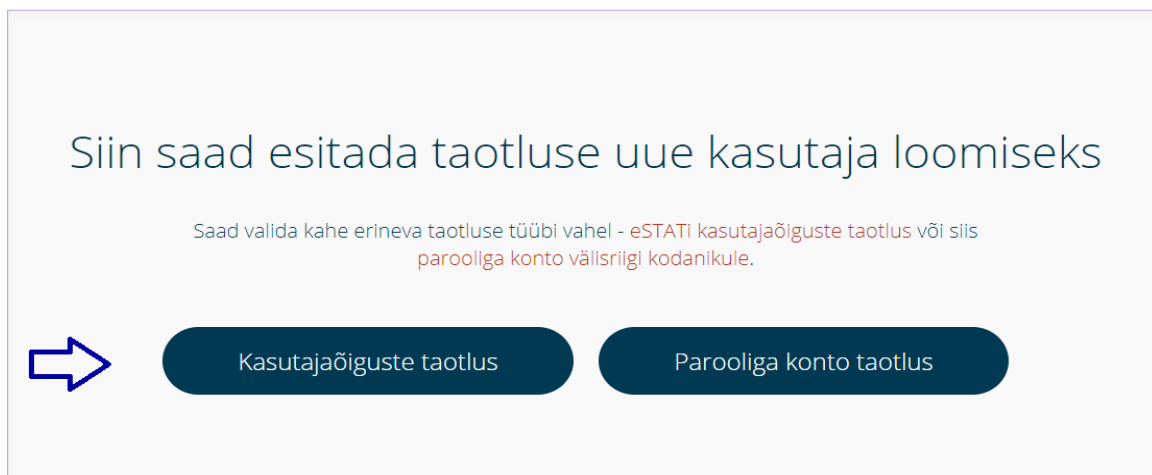 Siin saad esitada taotluse uue kasutaja loomiseks
Saad valida kahe erineva taotluse tüübi vahel - eSTATi kasutajaõiguste taotlus või siis
parooliga konto välisriigi kodanikule.
Kasutajaõiguste taotlus
Parooliga konto taotlus